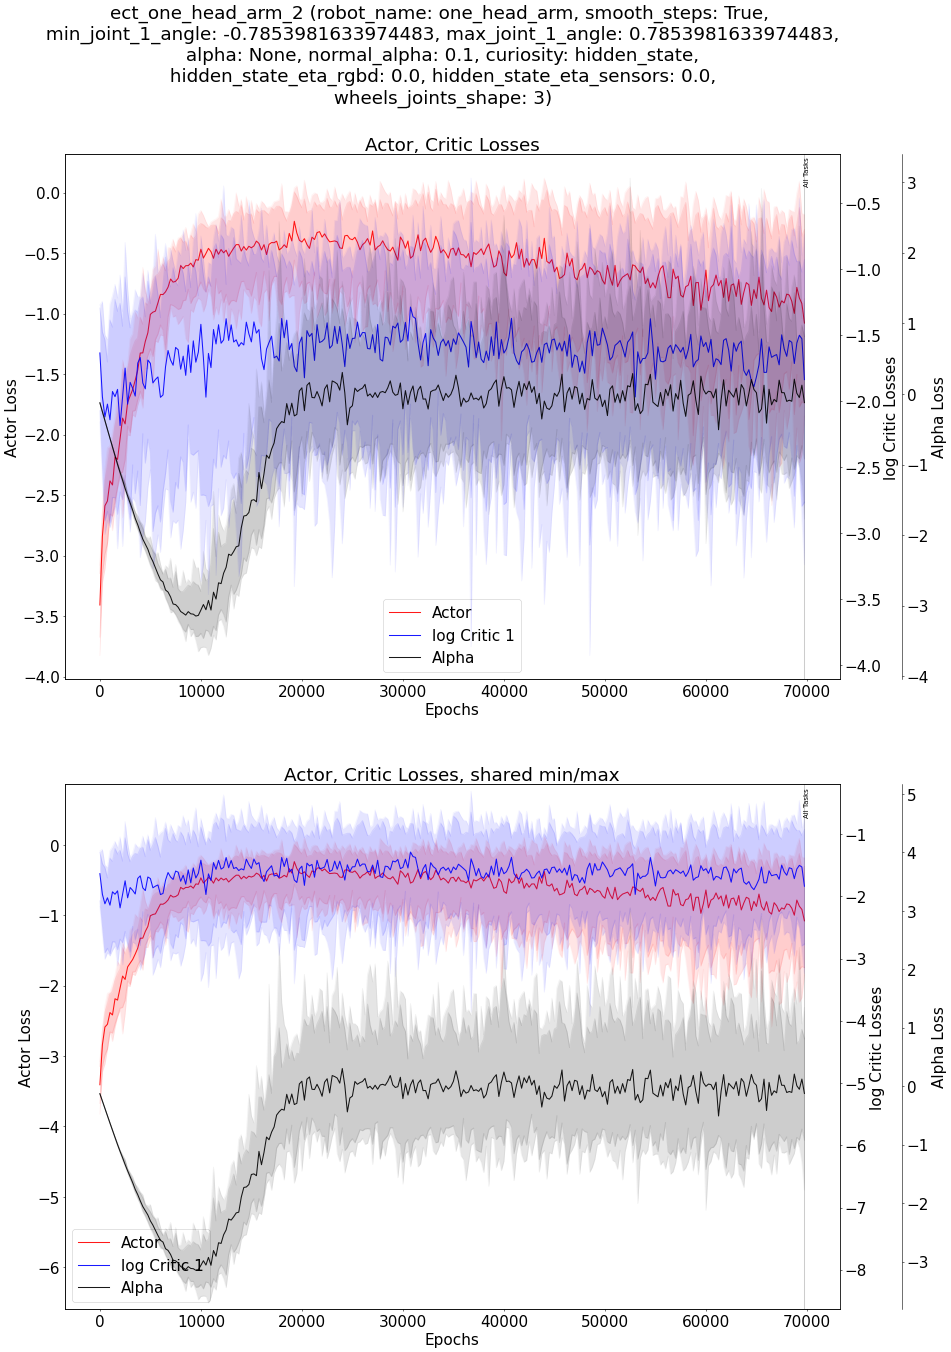 ect_one_head_arm_2 (robot_name: one_head_arm, smooth_steps: True,
min_joint_1_angle: -0.7853981633974483, max_joint_1_angle: 0.7853981633974483,
alpha: None, normal_alpha: 0.1, curiosity: hidden_state,
hidden_state_eta_rgbd: 0.0, hidden_state_eta_sensors: 0.0,
wheels_joints_shape: 3)
Actor, Critic Losses
All Tasks
0.0
−0.5
−1.0
−1.5
−2.0
−2.5
−3.0
−3.5
−4.0
Actor Loss
−0.5
−1.0
−1.5
−2.0
−2.5
−3.0
−3.5
−4.0
log Critic Losses
3
2
1
0
−1
−2
−3
−4
Alpha Loss
Actor
log Critic 1
Alpha
0 10000 20000 30000 40000 50000 60000 70000
Epochs
Actor, Critic Losses, shared min/max
All Tasks
0
−1
−2
−3
−4
−5
−6
Actor Loss
−1
−2
−3
−4
−5
−6
−7
−8
log Critic Losses
5
4
3
2
1
0
−1
−2
−3
Alpha Loss
Actor
log Critic 1
Alpha
0 10000 20000 30000 40000 50000 60000 70000
Epochs